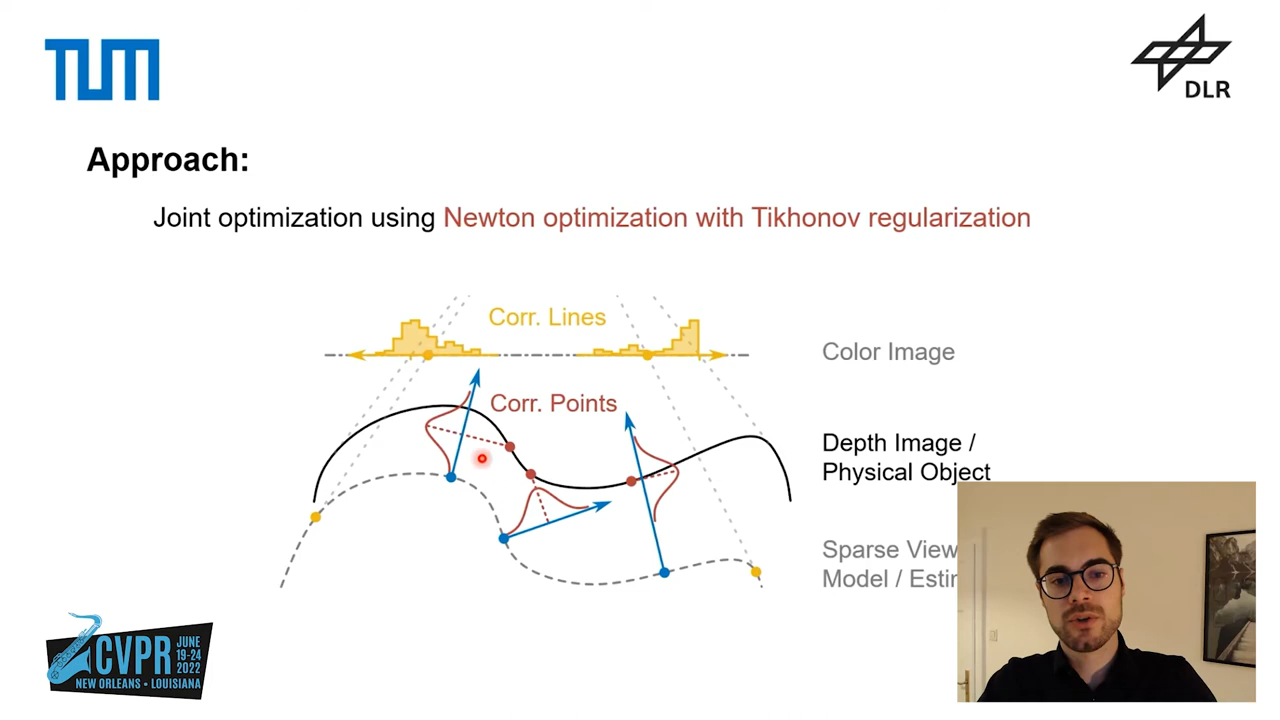 TUM
DLR
Approach:
Joint optimization using Newton optimization with Tikhonov regularization
Corr. Lines
Color Image
Corr. Points
Depth Image /
Physical Object
Sparse View
Model /
CVPR
JUNE
19-24
2022
NEW ORLEANS • LOUISIANA